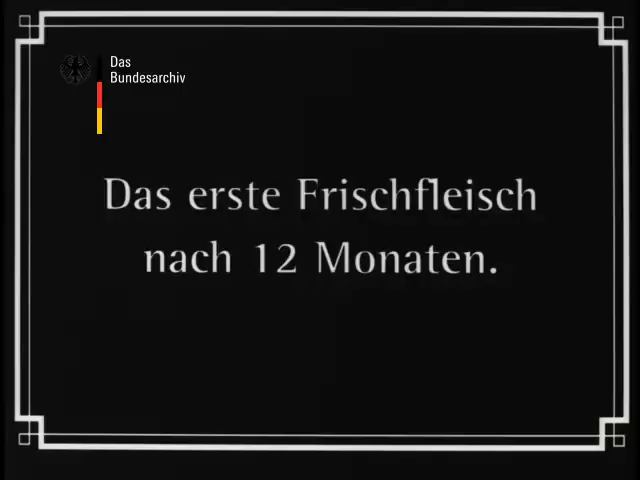 Das
Bundesarchiv
Das erste Frischfleisch
nach 12 Monaten.